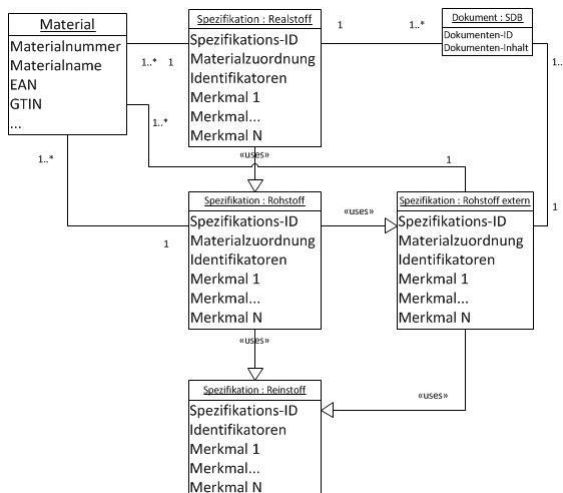 Material
Materialnummer
Materialname
EAN
GTIN
...
Spezifikation : Realstoff
Spezifikations-ID
Materialzuordnung
Identifikatoren
Merkmal 1
Merkmal...
Merkmal N
Dokument : SDB
Dokumenten-ID
Dokumenten-Inhalt
1..*
1
1
1..*
1..
1..*
1..*
«uses»
1
Spezifikation : Rohstoff
Spezifikations-ID
Materialzuordnung
Identifikatoren
Merkmal 1
Merkmal...
Merkmal N
1
«uses»
Spezifikation : Rohstoff extern
Spezifikations-ID
Materialzuordnung
Identifikatoren
Merkmal 1
Merkmal...
Merkmal N
1
«uses»
«uses»
Spezifikation : Reinstoff
Spezifikations-ID
Identifikatoren
Merkmal 1
Merkmal...
Merkmal N